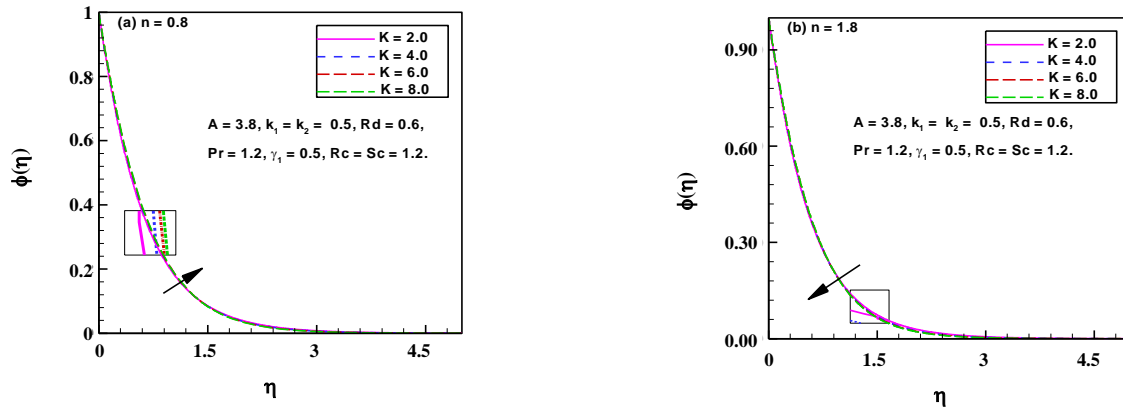 (a) n = 0.8
K = 2.0
K = 4.0
K = 6.0
K = 8.0
A = 3.8, k₁ = k₂ = 0.5, Rd = 0.6,
Pr = 1.2, γ₁ = 0.5, Rc = Sc = 1.2.
ϕ(η)
1
0.8
0.6
0.4
0.2
0
0
1.5
3
4.5
η
(b) n = 1.8
K = 2.0
K = 4.0
K = 6.0
K = 8.0
A = 3.8, k₁ = k₂ = 0.5, Rd = 0.6,
Pr = 1.2, γ₁ = 0.5, Rc = Sc = 1.2.
ϕ(η)
0.90
0.60
0.30
0.00
0
1.5
3
4.5
η